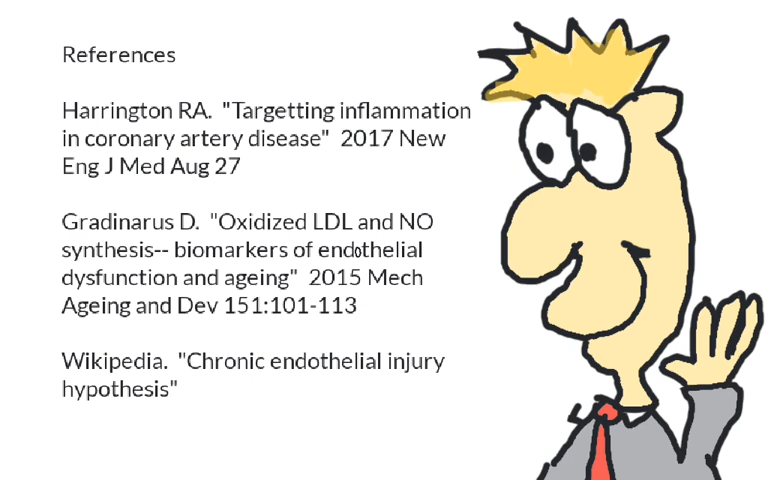 References
Harrington RA.  "Targetting inflammation
in coronary artery disease"  2017 New
Eng J Med Aug 27
Gradinarus D.  "Oxidized LDL and NO
synthesis-- biomarkers of endothelial
dysfunction and ageing"  2015 Mech
Ageing and Dev 151:101-113
Wikipedia.  "Chronic endothelial injury
hypothesis"